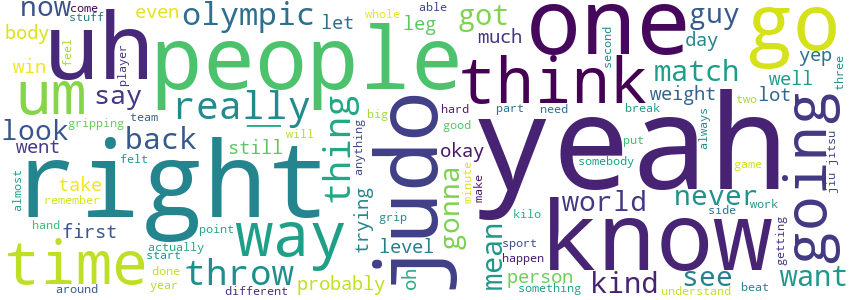 now come
stuff
even
olympic
let
whole
able
got
guy
go
body
uh
people
leg
one
much
day
yep
feel
second
win
player
think
match
well
three
um
say
really
thing
judo
big
hard
part
need
weight
lot
two
look
gripping
team
back
will
anything
good
yeah
break
always
going
went
right
felt
still
okay
put
somebody
game
jiu jitsu
almost
take
remember
trying
grip
gonna
minute
make
world
know
never
work
side
hand
first
point
way
level
mean
kilo
sport
happen
getting
time
actually
start
throw
done
year
different
around
probably
oh
person
something
kind
see
understand
beat
want